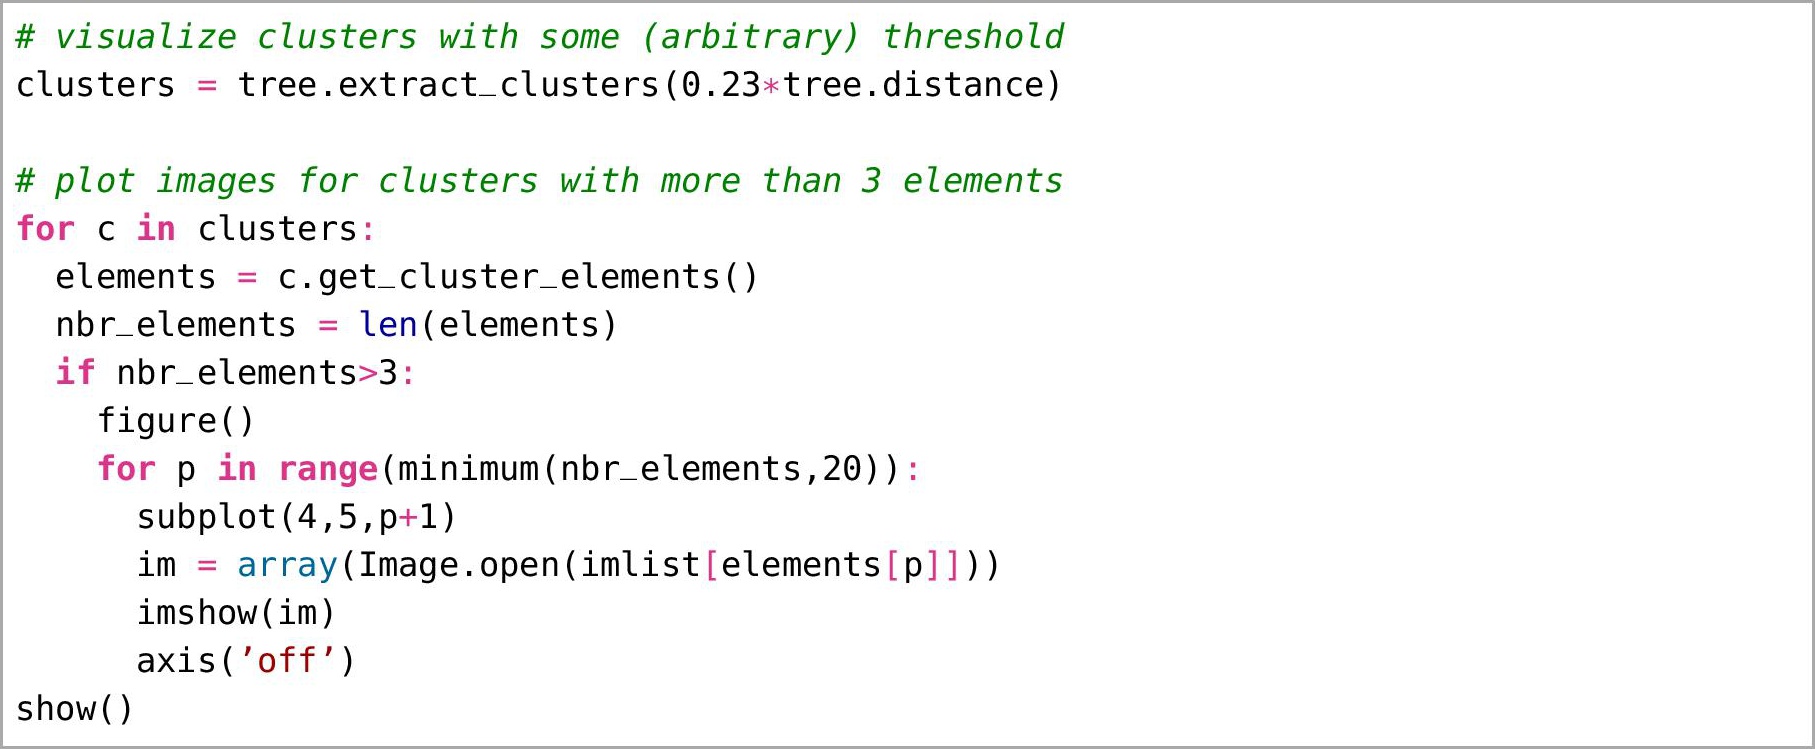 # visualize clusters with some (arbitrary) threshold
clusters = tree.extract_clusters(0.23*tree.distance)

# plot images for clusters with more than 3 elements
for c in clusters:
  elements = c.get_cluster_elements()
  nbr_elements = len(elements)
  if nbr_elements>3:
    figure()
    for p in range(minimum(nbr_elements,20)):
      subplot(4,5,p+1)
      im = array(Image.open(imlist[elements[p]]))
      imshow(im)
      axis(’off’)
show()